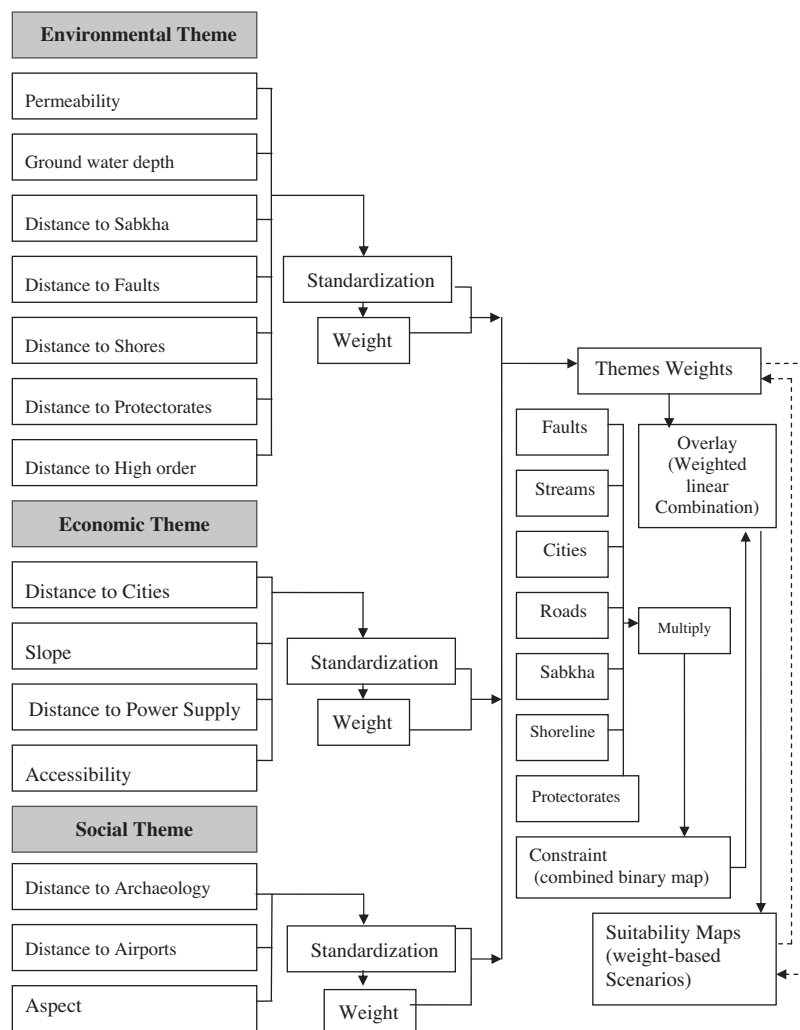 Environmental Theme
Permeability
Ground water depth
Distance to Sabkha
Distance to Faults
Distance to Shores
Distance to Protectorates
Distance to High order
Standardization
Weight
Economic Theme
Distance to Cities
Slope
Distance to Power Supply
Accessibility
Standardization
Weight
Social Theme
Distance to Archaeology
Distance to Airports
Aspect
Standardization
Weight
Themes Weights
Faults
Streams
Cities
Roads
Sabkha
Shoreline
Protectorates
Multiply
Constraint
(combined binary map)
Overlay
(Weighted
linear
Combination)
Suitability Maps
(weight-based
Scenarios)